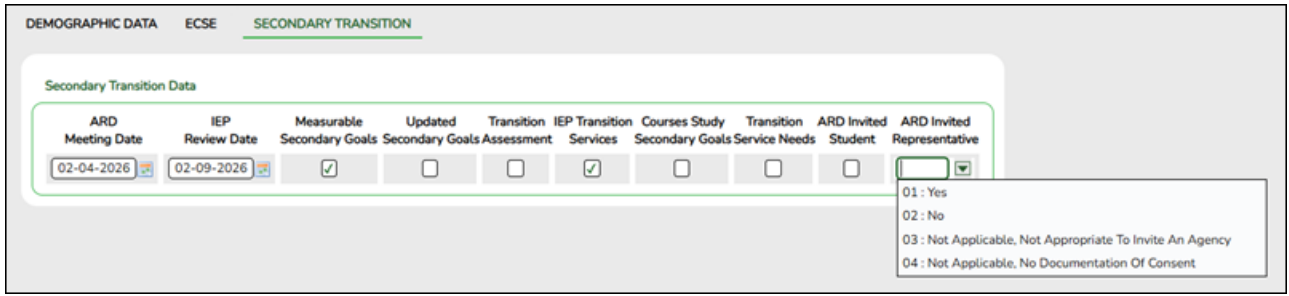 DEMOGRAPHIC DATA ECSE SECONDARY TRANSITION
Secondary Transition Data
ARD IEP Measurable Updated Transition IEP Transition Courses Study Transition ARD Invited ARD Invited
Meeting Date Review Date Secondary Goals Secondary Goals Assessment Services Secondary Goals Service Needs Student Representative
02-04-2026 02-09-2026
01 : Yes
02 : No
03 : Not Applicable, Not Appropriate To Invite An Agency
04 : Not Applicable, No Documentation Of Consent